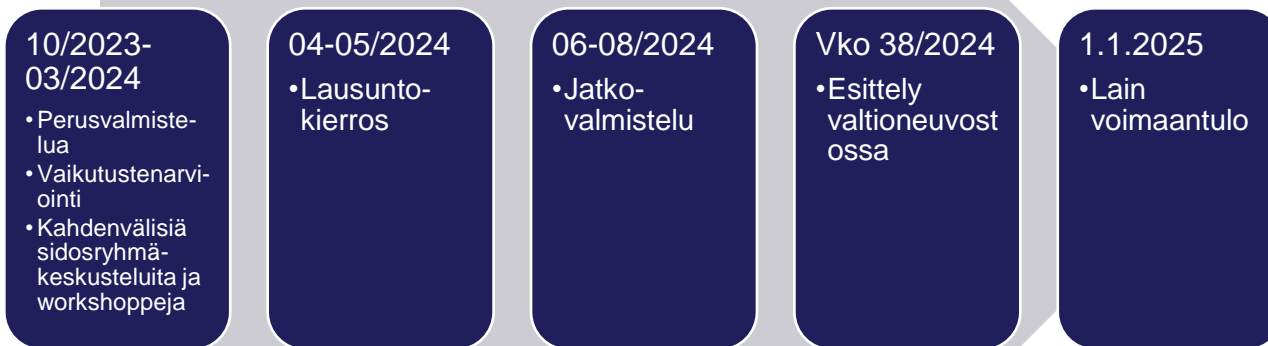 10/2023-
03/2024
•Perusvalmiste-
lua
•Vaikutustenarvi-
ointi
•Kahdenvälisiä
sidosryhmä-
keskusteluita ja
workshoppeja
04-05/2024
•Lausunto-
kierros
06-08/2024
•Jatko-
valmistelu
Vko 38/2024
•Esittely
valtioneuvost
ossa
1.1.2025
•Lain
voimaantulo